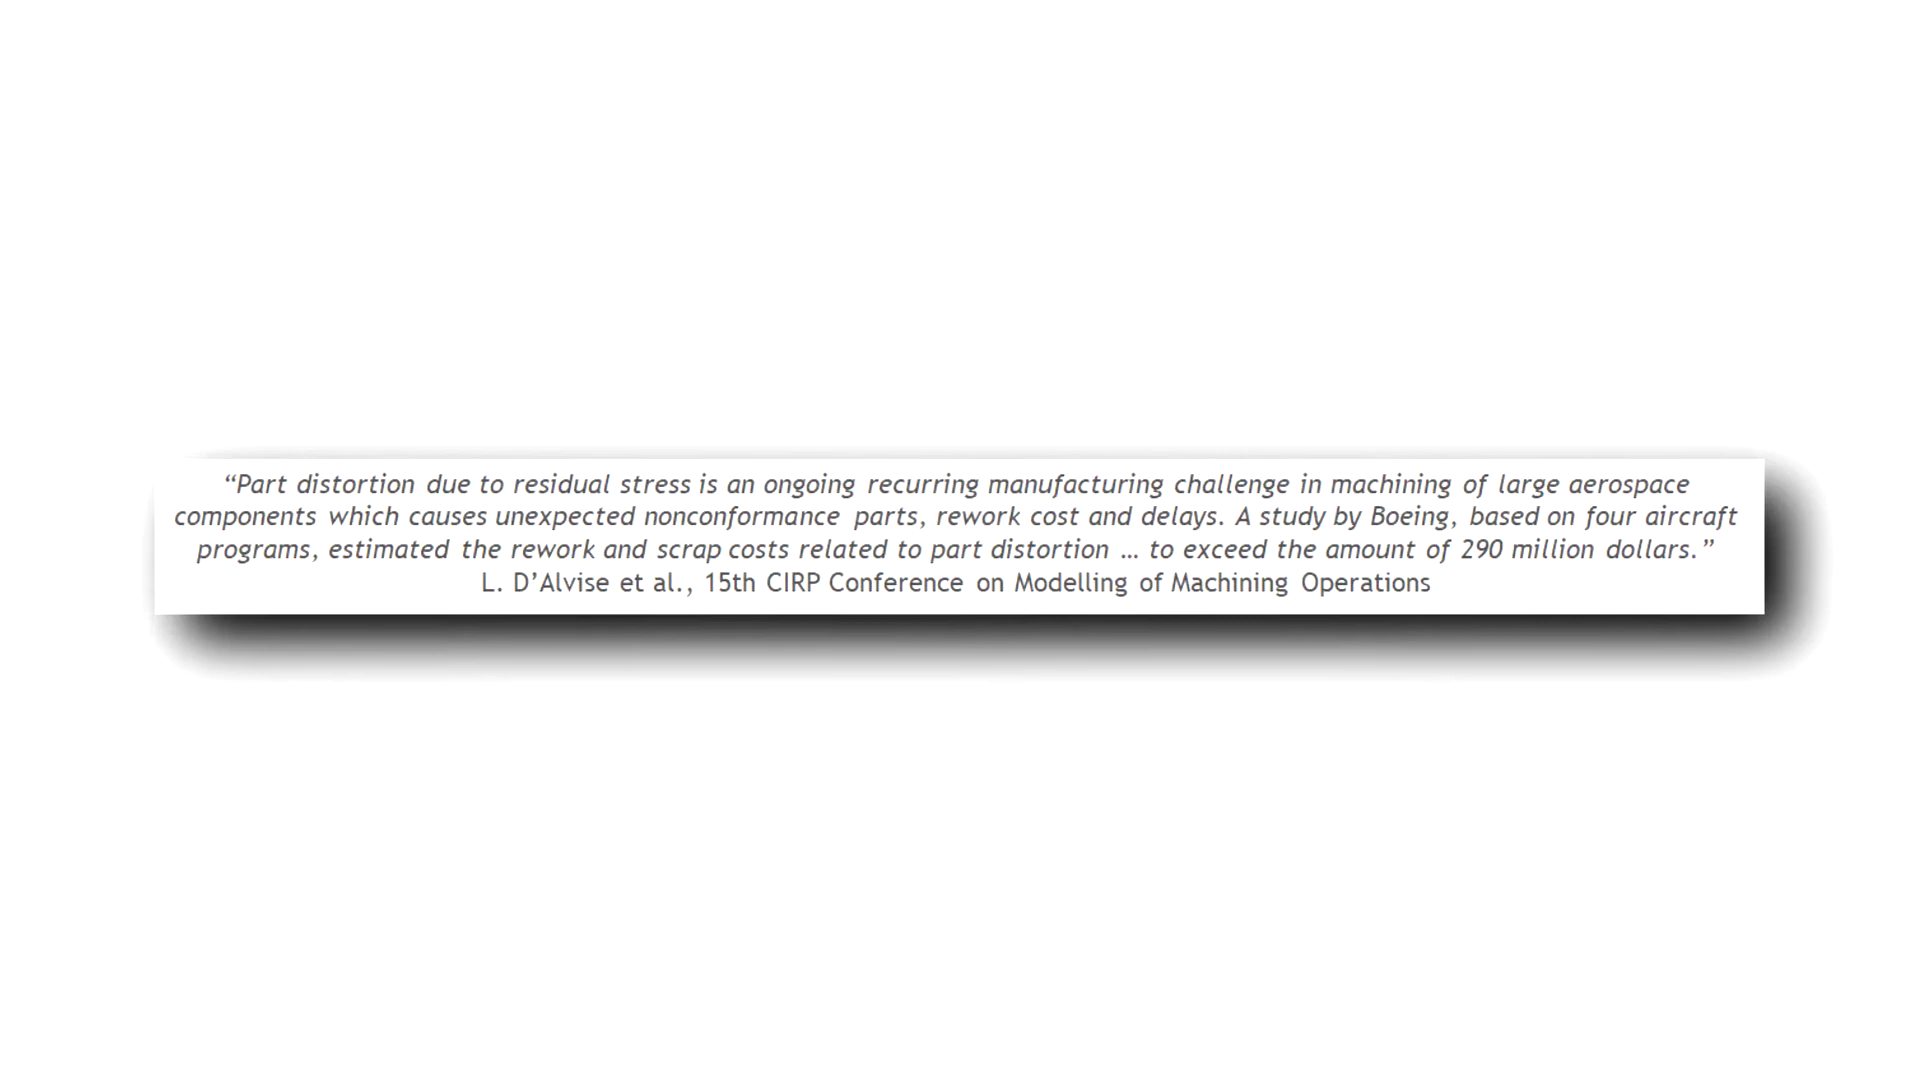 “Part distortion due to residual stress is an ongoing recurring manufacturing challenge in machining of large aerospace
components which causes unexpected nonconformance parts, rework cost and delays. A study by Boeing, based on four aircraft
programs, estimated the rework and scrap costs related to part distortion … to exceed the amount of 290 million dollars.”
L. D’Alvise et al., 15th CIRP Conference on Modelling of Machining Operations